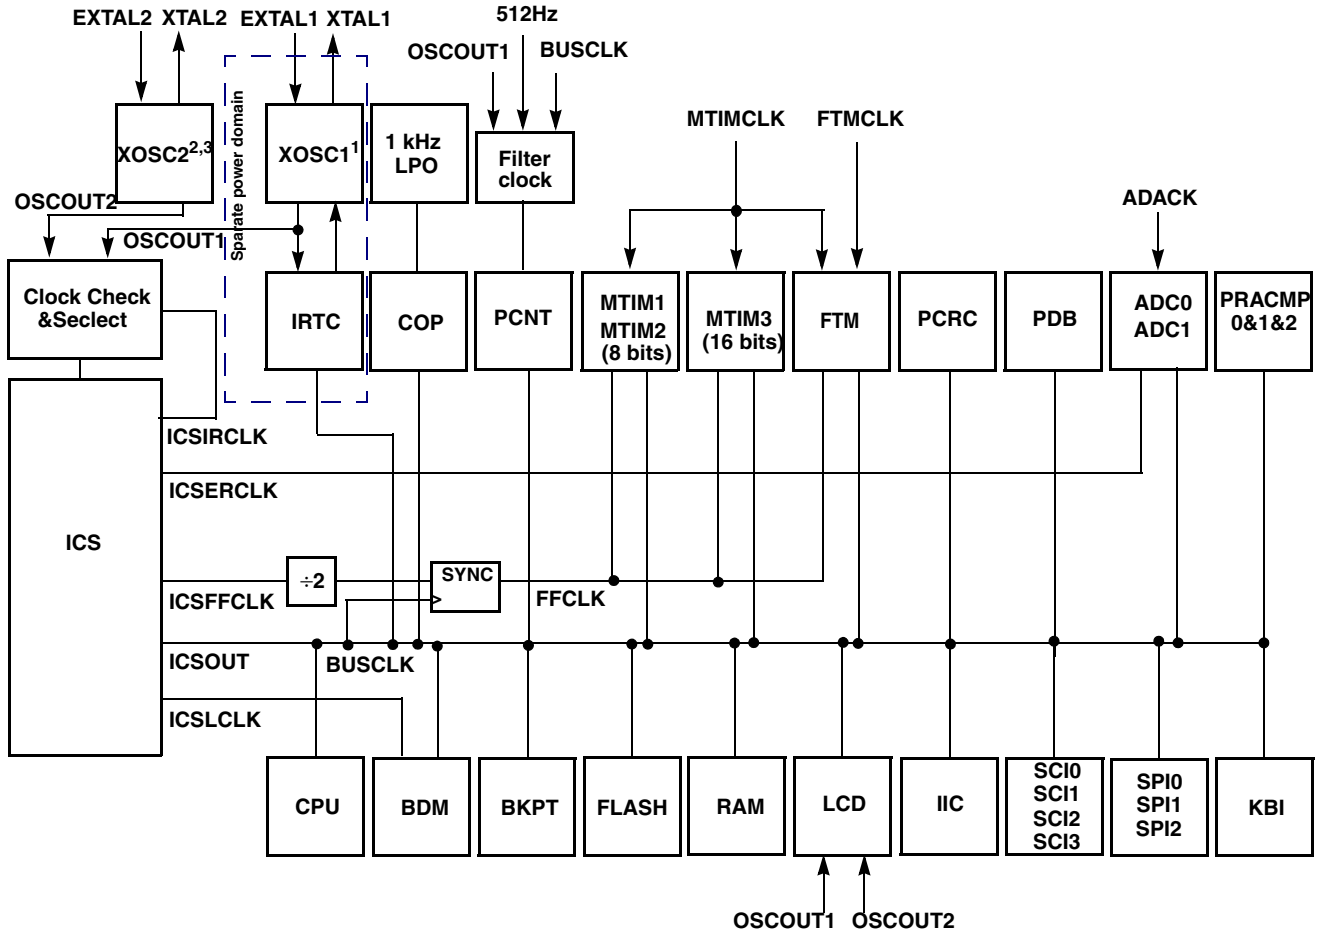 EXTAL2 XTAL2 EXTAL1 XTAL1
512Hz
OSCOUT1 BUSCLK
MTIMCLK FTMCLK
Sparate power domain
XOSC2 2,3
XOSC1 1
1 kHz
LPO
Filter
clock
ADACK
OSCOUT2
OSCOUT1
Clock Check
&Seclect
IRTC
COP
PCNT
MTIM1
MTIM2
(8 bits)
MTIM3
(16 bits)
FTM
PCRC
PDB
ADC0
ADC1
PRACMP
0&1&2
ICS
ICSIRCLK
ICSERCLK
÷2
SYNC
ICSFFCLK
FFCLK
ICSOUT
BUSCLK
ICSLCLK
CPU
BDM
BKPT
FLASH
RAM
LCD
IIC
SCI0
SCI1
SCI2
SCI3
SPI0
SPI1
SPI2
KBI
OSCOUT1 OSCOUT2